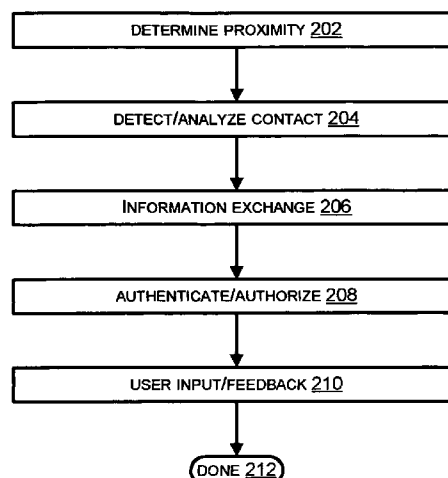 DETERMINE PROXIMITY 202
DETECT/ANALYZE CONTACT 204
INFORMATION EXCHANGE 206
AUTHENTICATE/AUTHORIZE 208
USER INPUT/FEEDBACK 210
DONE 212